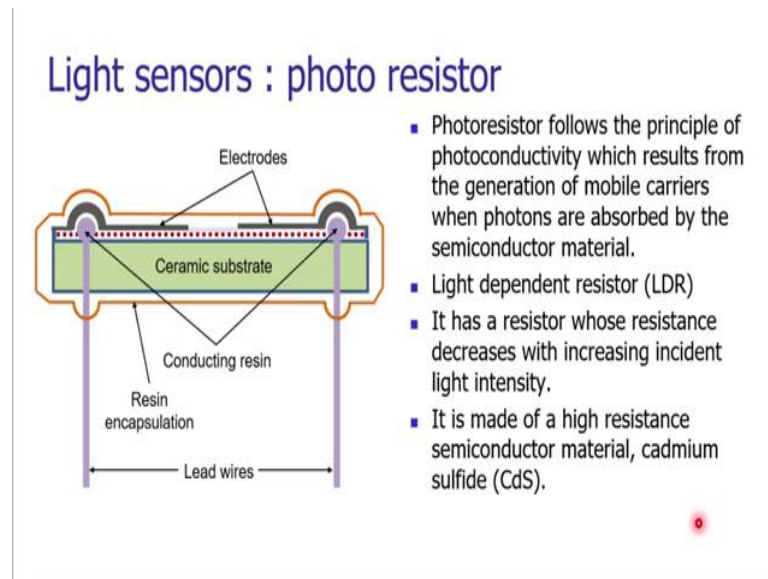 Light sensors : photo resistor
Electrodes
Ceramic substrate
Conducting resin
Resin
encapsulation
Lead wires
Photoresistor follows the principle of
photoconductivity which results from
the generation of mobile carriers
when photons are absorbed by the
semiconductor material.
Light dependent resistor (LDR)
It has a resistor whose resistance
decreases with increasing incident
light intensity.
It is made of a high resistance
semiconductor material, cadmium
sulfide (CdS).